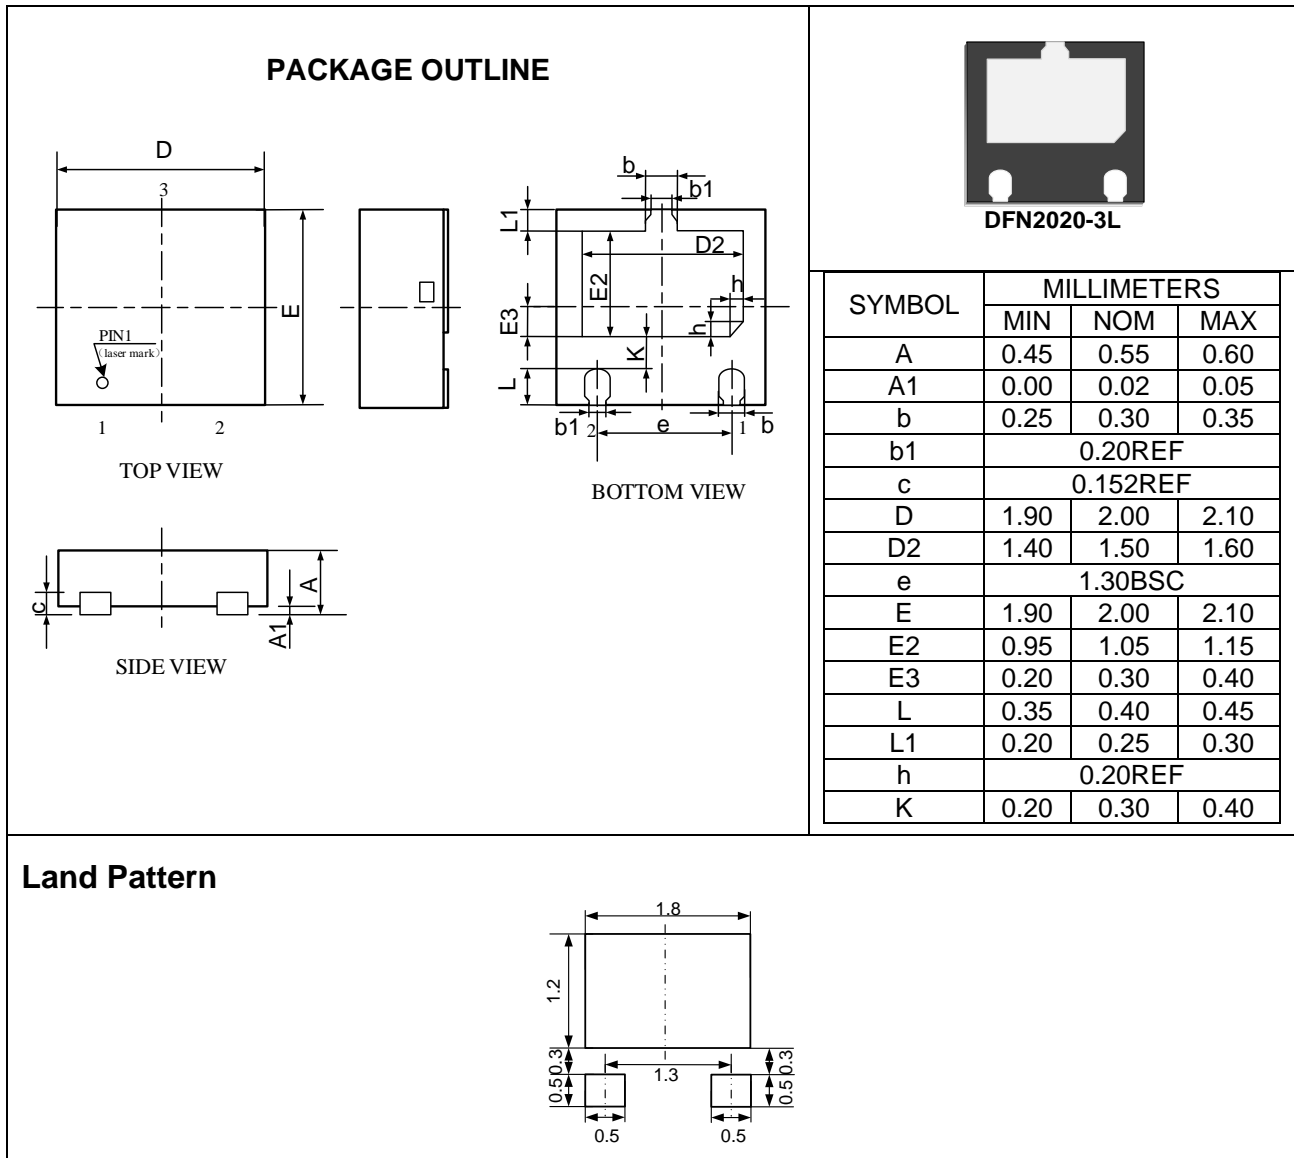 PACKAGE OUTLINE
D
3
E
PIN1
(laser mark)
1 2
TOP VIEW
b
b1
L1
D2
E2
h
E3
h
K
L
b1 2 e 1 b
BOTTOM VIEW
c
A
A1
SIDE VIEW
DFN2020-3L
SYMBOL MILLIMETERS
MIN NOM MAX
A 0.45 0.55 0.60
A1 0.00 0.02 0.05
b 0.25 0.30 0.35
b1 0.20REF
c 0.152REF
D 1.90 2.00 2.10
D2 1.40 1.50 1.60
e 1.30BSC
E 1.90 2.00 2.10
E2 0.95 1.05 1.15
E3 0.20 0.30 0.40
L 0.35 0.40 0.45
L1 0.20 0.25 0.30
h 0.20REF
K 0.20 0.30 0.40
Land Pattern
1.8
1.2
0.3 1.3 0.3
0.5 0.5
0.5 0.5